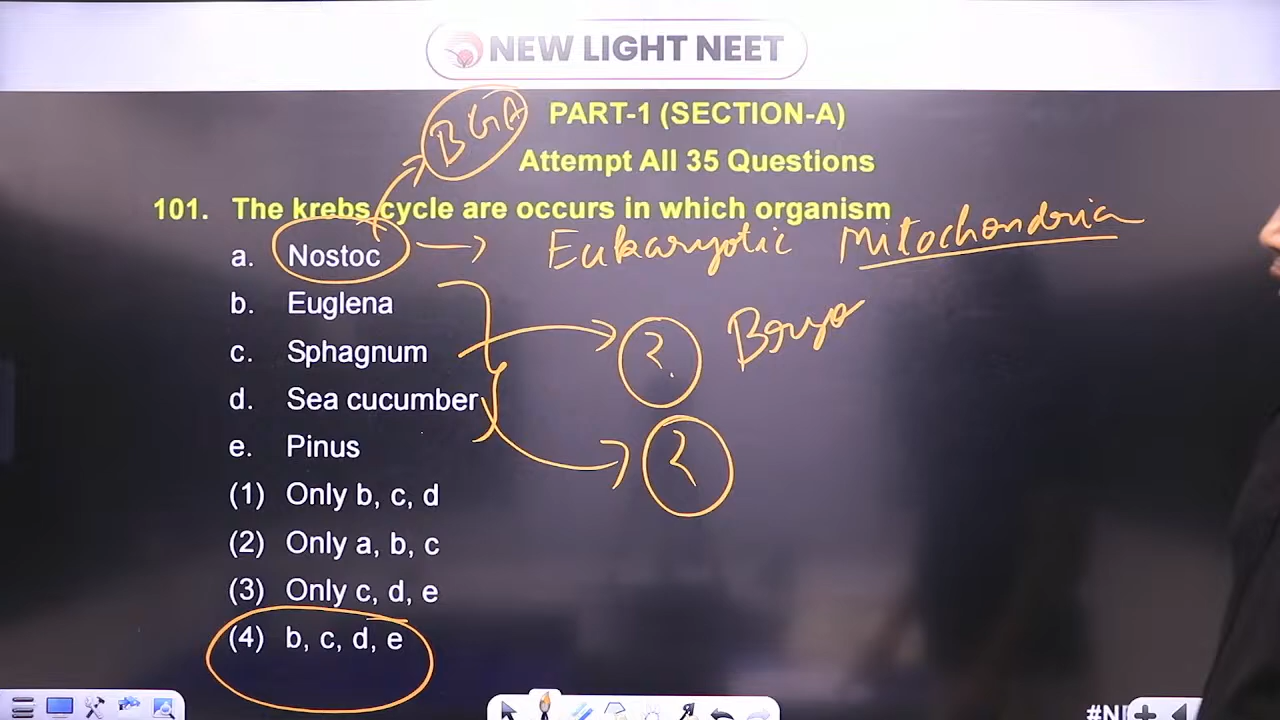 NEW LIGHT NEET
BGA
PART-1 (SECTION-A)
Attempt All 35 Questions
101. The krebs cycle are occurs in which organism
a. Nostoc
Eukaryotic Mitochondria
b. Euglena
c. Sphagnum
?
Bryo
d. Sea cucumber
e. Pinus
?
(1) Only b, c, d
(2) Only a, b, c
(3) Only c, d, e
(4) b, c, d, e